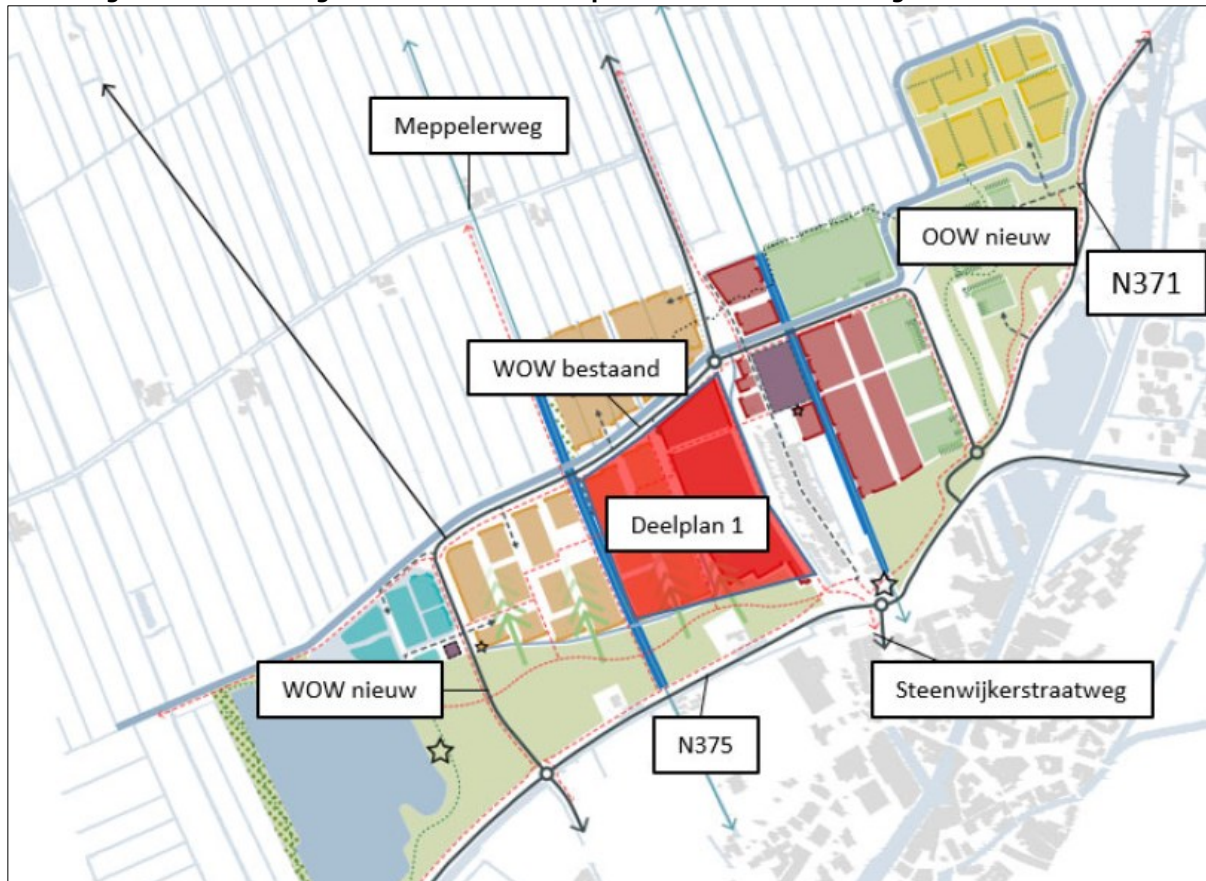 Meppelerweg
OOW nieuw
N371
WOW bestaand
Deelplan 1
WOW nieuw
Steenwijkerstraatweg
N375